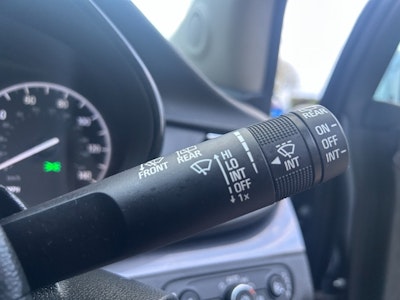 FRONT
REAR
HI
LO
INT
OFF
1x
INT
REAR
ON
OFF
INT